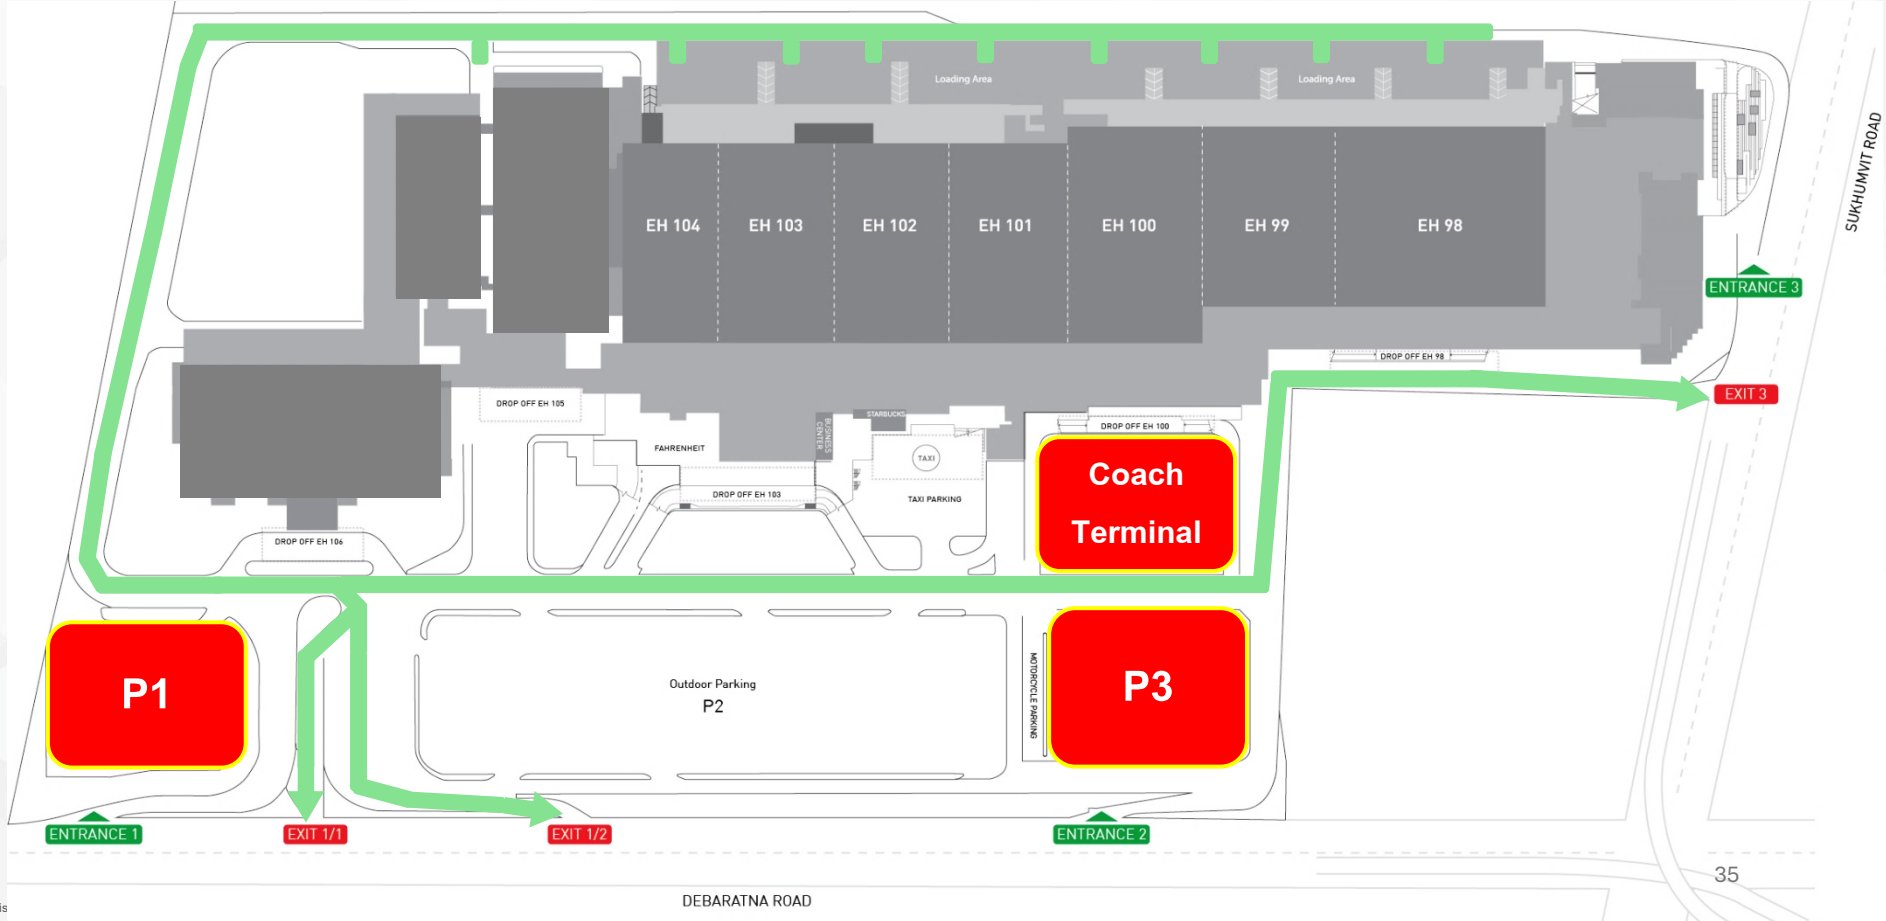 Loading Area
Loading Area
SUKHUMVIT ROAD
EH 104
EH 103
EH 102
EH 101
EH 100
EH 99
EH 98
ENTRANCE 3
DROP OFF EH 98
EXIT 3
DROP OFF EH 105
STARBUCKS
BUSINESS
CENTER
DROP OFF EH 100
FAHRENHEIT
TAXI
Coach
Terminal
DROP OFF EH 103
TAXI PARKING
DROP OFF EH 106
P1
Outdoor Parking
P2
MOTORCYCLE PARKING
P3
ENTRANCE 1
EXIT 1/1
EXIT 1/2
ENTRANCE 2
35
DEBARATNA ROAD
is